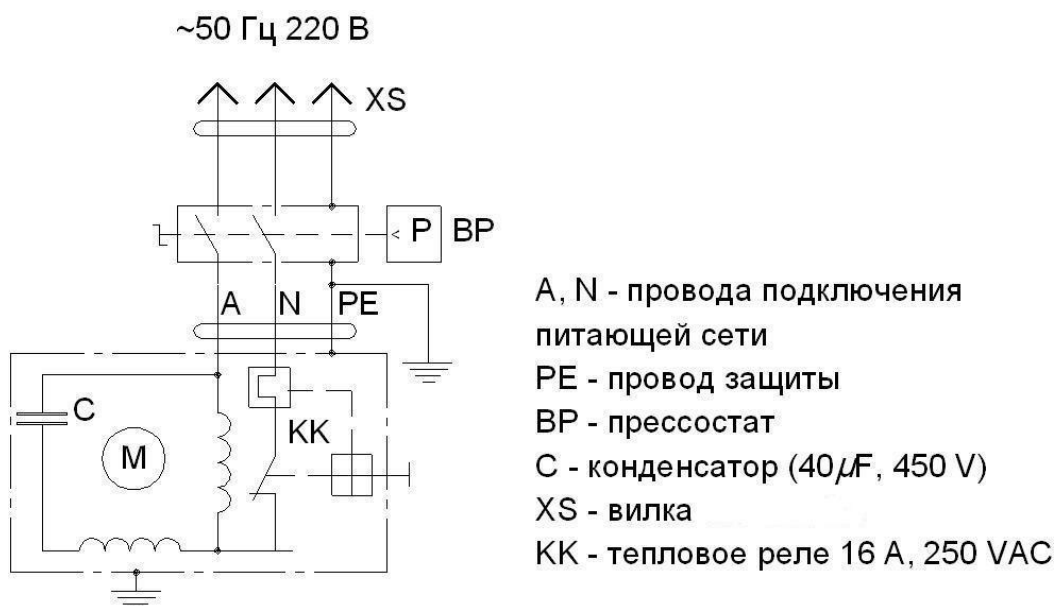 ~50 Гц 220 В
XS
P BP
A N PE
C
KK
M
A, N - провода подключения
питающей сети
PE - провод защиты
BP - прессостат
C - конденсатор (40μF, 450 V)
XS - вилка
KK - тепловое реле 16 A, 250 VAC